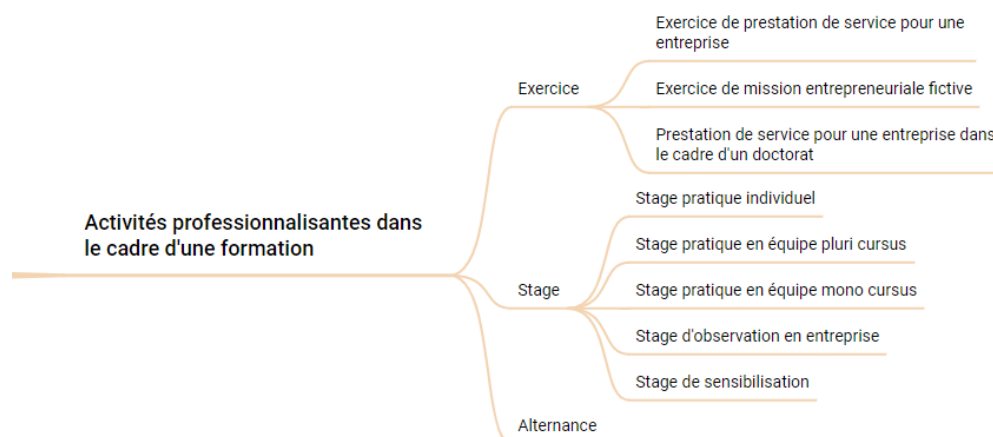 Activités professionnalisantes dans
le cadre d'une formation
Exercice
Exercice de prestation de service pour une
entreprise
Exercice de mission entrepreneuriale fictive
Prestation de service pour une entreprise dans
le cadre d'un doctorat
Stage
Stage pratique individuel
Stage pratique en équipe pluri cursus
Stage pratique en équipe mono cursus
Stage d'observation en entreprise
Stage de sensibilisation
Alternance